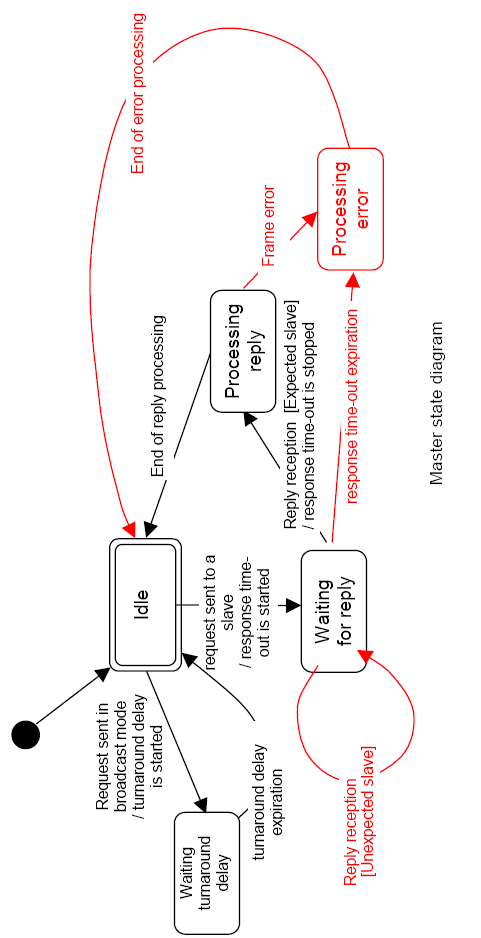 End of error processing
Frame error
Processing
error
End of reply processing
Processing
reply
Reply reception  [Expected slave]
/ response time-out is stopped
response time-out expiration
Idle
request sent to a
slave
/ response time-
out is started
Waiting
for reply
Request sent in
broadcast mode
/ turnaround delay
is started
turnaround delay
expiration
Waiting
turnaround
delay
Reply reception
[Unexpected slave]
Master state diagram